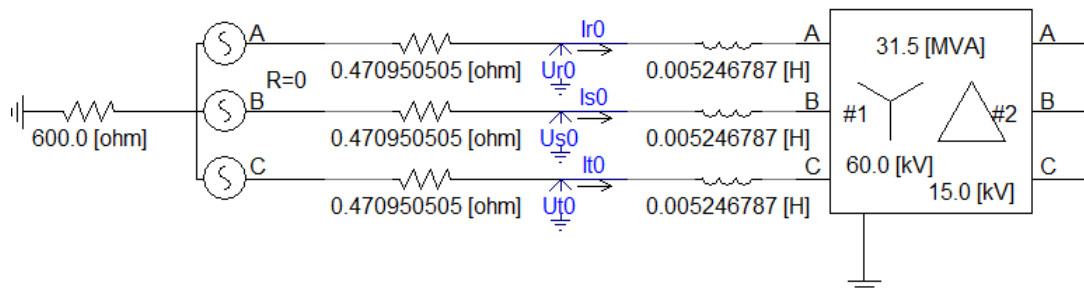 A
Ir0
A
31.5 [MVA]
A
R=0
0.470950505 [ohm]
Ur0
0.005246787 [H]
B
Is0
B
#1
#2
B
600.0 [ohm]
0.470950505 [ohm]
Us0
0.005246787 [H]
60.0 [kV]
C
It0
C
15.0 [kV]
C
0.470950505 [ohm]
Ut0
0.005246787 [H]